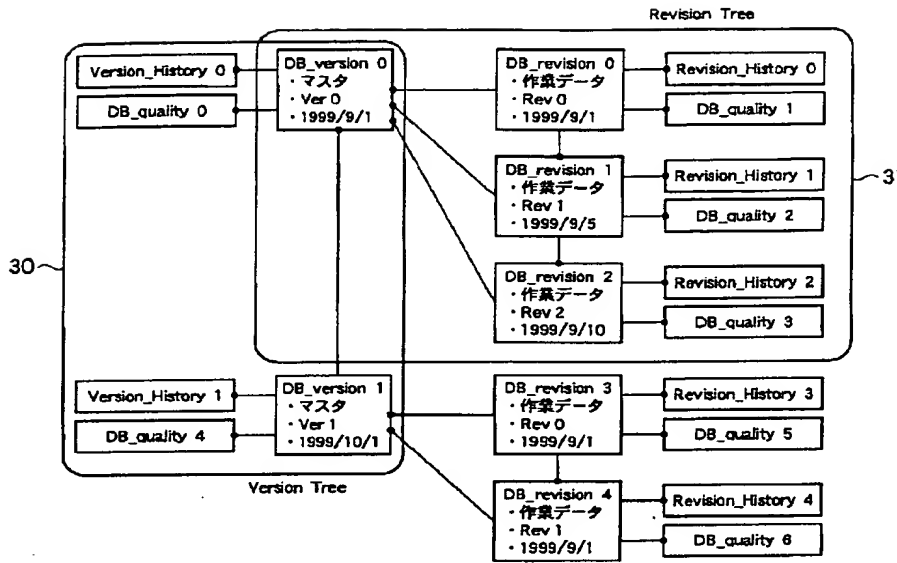 Revision Tree
Version_History 0
DB_quality 0
DB_version 0
・マスタ
・Ver 0
・1999/9/1
DB_revision 0
・作業データ
・Rev 0
・1999/9/1
Revision_History 0
DB_quality 1
DB_revision 1
・作業データ
・Rev 1
・1999/9/5
Revision_History 1
DB_quality 2
3
30
DB_revision 2
・作業データ
・Rev 2
・1999/9/10
Revision_History 2
DB_quality 3
Version_History 1
DB_quality 4
DB_version 1
・マスタ
・Ver 1
・1999/10/1
DB_revision 3
・作業データ
・Rev 0
・1999/9/1
Revision_History 3
DB_quality 5
Version Tree
DB_revision 4
・作業データ
・Rev 1
・1999/9/1
Revision_History 4
DB_quality 6